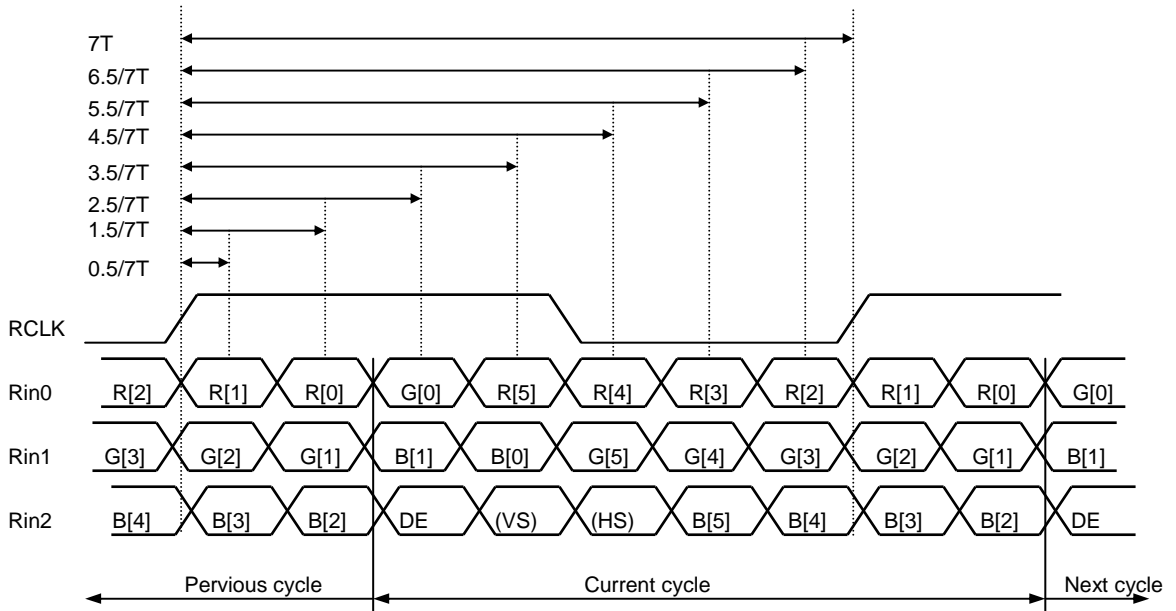 7T
6.5/7T
5.5/7T
4.5/7T
3.5/7T
2.5/7T
1.5/7T
0.5/7T
RCLK
Rin0 R[2] R[1] R[0] G[0] R[5] R[4] R[3] R[2] R[1] R[0] G[0]
Rin1 G[3] G[2] G[1] B[1] B[0] G[5] G[4] G[3] G[2] G[1] B[1]
Rin2 B[4] B[3] B[2] DE (VS) (HS) B[5] B[4] B[3] B[2] DE
Pervious cycle Current cycle Next cycle